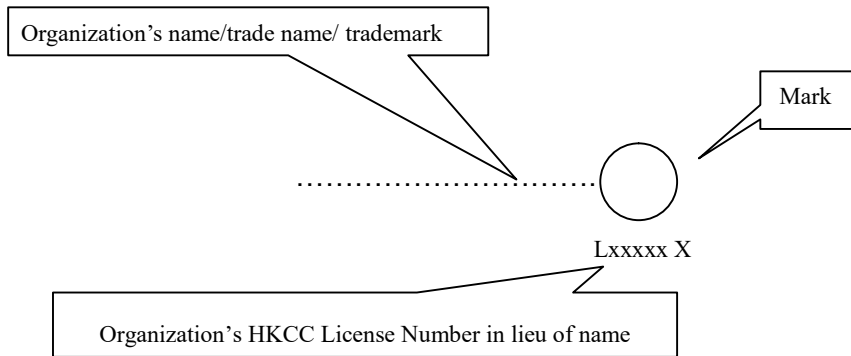 Organization’s name/trade name/ trademark
Mark
Lxxxxx X
Organization’s HKCC License Number in lieu of name